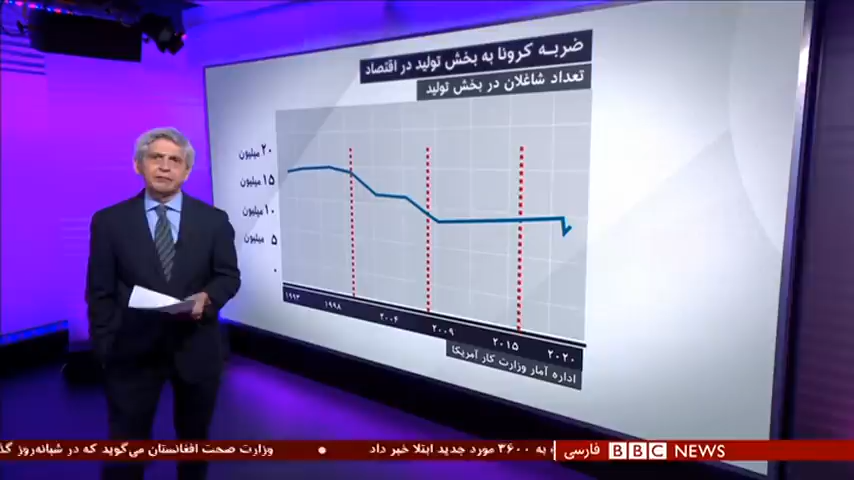 ضربه کرونا به بخش تولید در اقتصاد
تعداد شاغلان در بخش تولید
۲۰ میلیون
۱۵ میلیون
۱۰ میلیون
۵ میلیون
۰
۱۹۹۳ ۱۹۹۸ ۲۰۰۴ ۲۰۰۹ ۲۰۱۵ ۲۰۲۰
اداره آمار وزارت کار آمریکا
BBC NEWS فارسی
به ۳۶۰۰ مورد جدید ابتلا خبر داد • وزارت صحت افغانستان می‌گوید که در شبانه‌روز